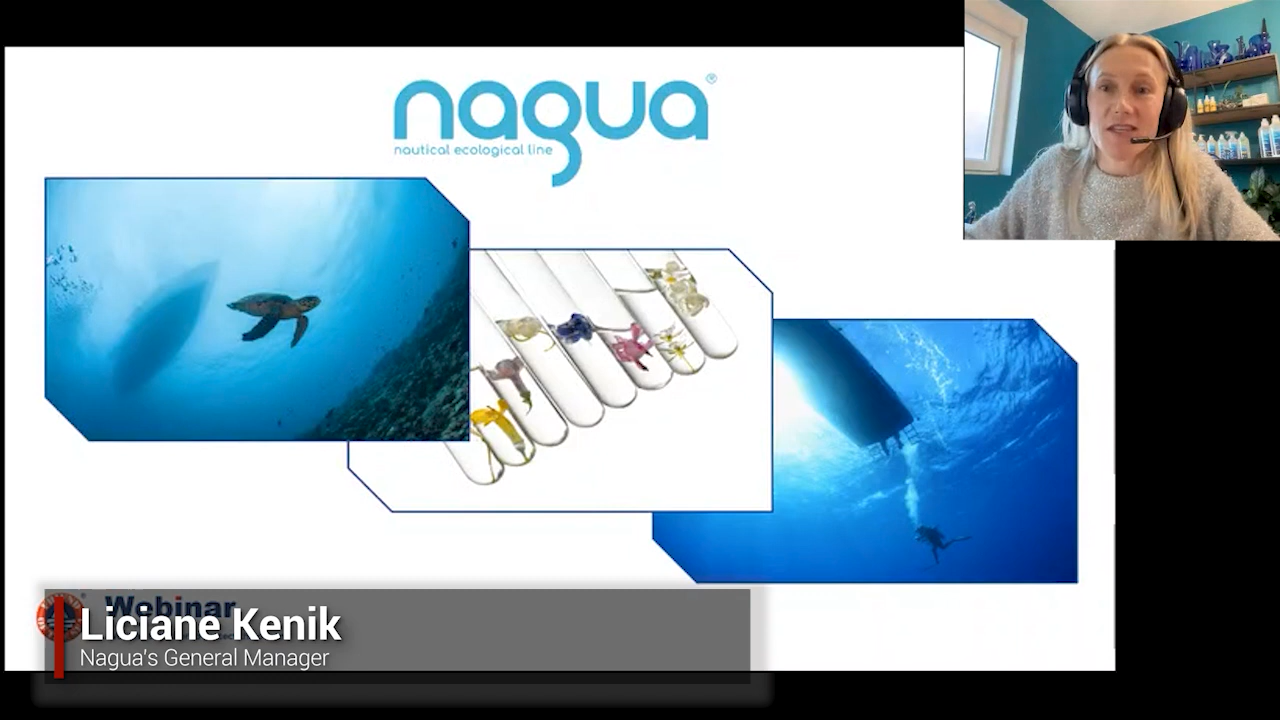 nagua®
nautical ecological line
Webinar
Liciane Kenik
Nagua's General Manager